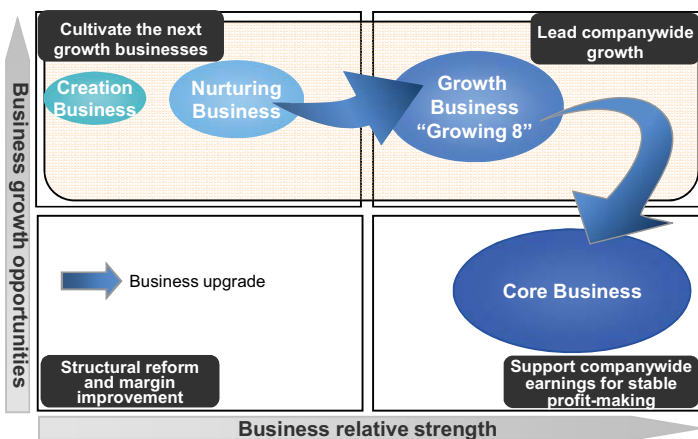 Cultivate the next
growth businesses
Lead companywide
growth
Creation
Business
Nurturing
Business
Growth
Business
“Growing 8”
Business growth opportunities
Business upgrade
Core Business
Structural reform
and margin
improvement
Support companywide
earnings for stable
profit-making
Business relative strength